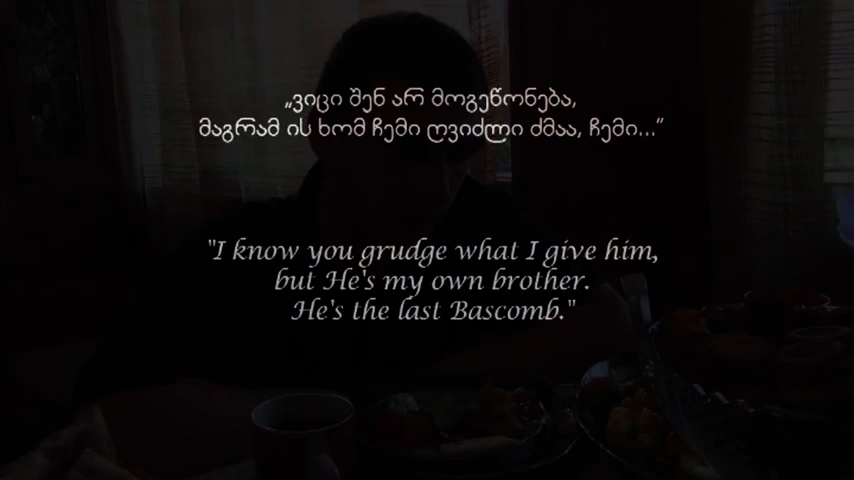 „ვიცი შენ არ მოგეწონება,
მაგრამ ის ხომ ჩემი ღვიძლი ძმაა, ჩემი...“
"I know you grudge what I give him,
but He's my own brother.
He's the last Bascomb."